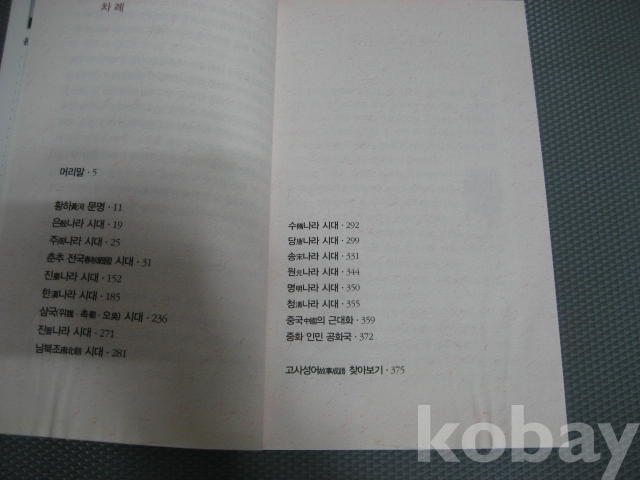 차례
머리말 · 5
황하黃河 문명 · 11
은殷나라 시대 · 19
주周나라 시대 · 25
춘추 전국春秋戰國 시대 · 31
진秦나라 시대 · 152
한漢나라 시대 · 185
삼국(위魏 · 촉蜀 · 오吳) 시대 · 236
진晉나라 시대 · 271
남북조南北朝 시대 · 281
수隋나라 시대 · 292
당唐나라 시대 · 299
송宋나라 시대 · 331
원元나라 시대 · 344
명明나라 시대 · 350
청淸나라 시대 · 355
중국中國의 근대화 · 359
중화 인민 공화국 · 372
고사성어故事成語 찾아보기 · 375
kobay